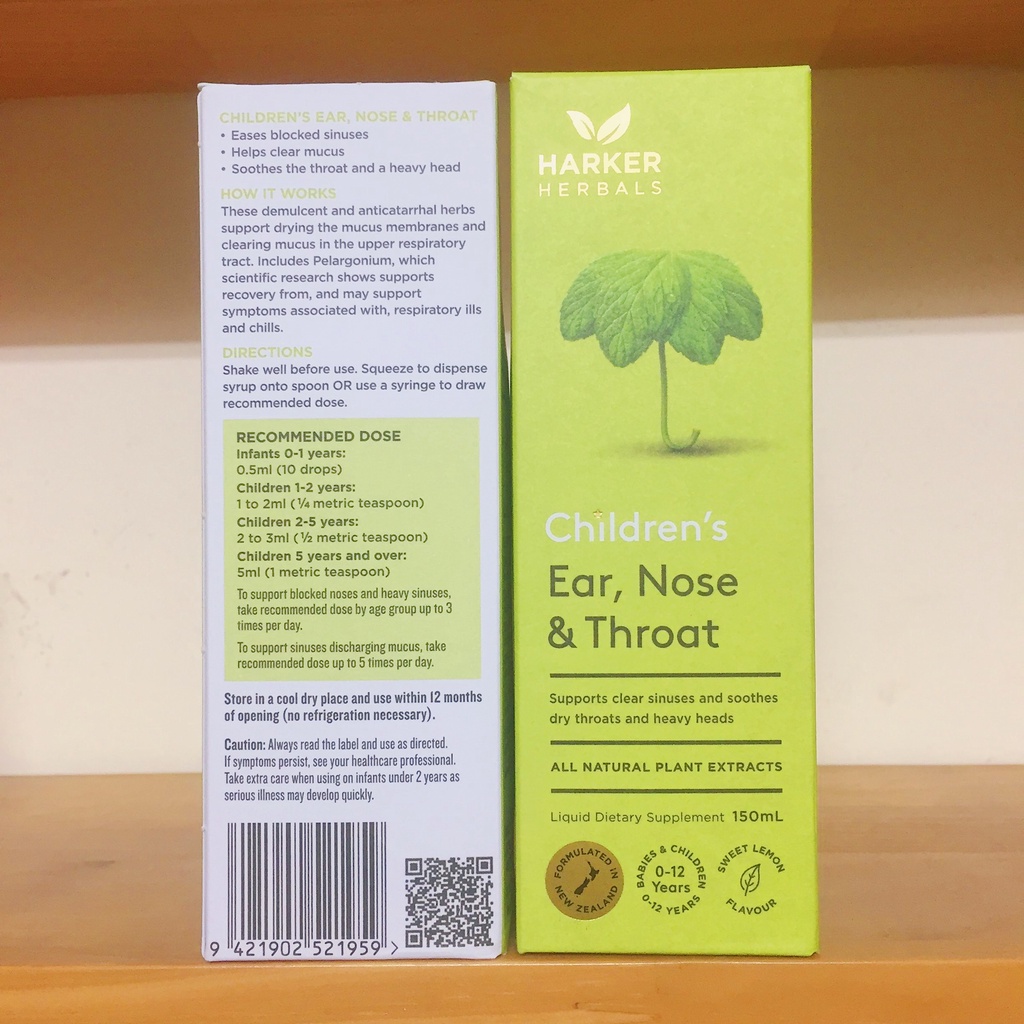 CHILDREN'S EAR, NOSE & THROAT
• Eases blocked sinuses
• Helps clear mucus
• Soothes the throat and a heavy head
HOW IT WORKS
These demulcent and anticatarrhal herbs
support drying the mucus membranes and
clearing mucus in the upper respiratory
tract. Includes Pelargonium, which
scientific research shows supports
recovery from, and may support
symptoms associated with, respiratory ills
and chills.
DIRECTIONS
Shake well before use. Squeeze to dispense
syrup onto spoon OR use a syringe to draw
recommended dose.
RECOMMENDED DOSE
Infants 0-1 years:
0.5ml (10 drops)
Children 1-2 years:
1 to 2ml (¼ metric teaspoon)
Children 2-5 years:
2 to 3ml (½ metric teaspoon)
Children 5 years and over:
5ml (1 metric teaspoon)
To support blocked noses and heavy sinuses,
take recommended dose by age group up to 3
times per day.
To support sinuses discharging mucus, take
recommended dose up to 5 times per day.
Store in a cool dry place and use within 12 months
of opening (no refrigeration necessary).
Caution: Always read the label and use as directed.
If symptoms persist, see your healthcare professional.
Take extra care when using on infants under 2 years as
serious illness may develop quickly.
9 421902 521959 >
HARKER
HERBALS
Children's
Ear, Nose
& Throat
Supports clear sinuses and soothes
dry throats and heavy heads
ALL NATURAL PLANT EXTRACTS
Liquid Dietary Supplement 150mL
FORMULATED IN
NEW ZEALAND
BABIES & CHILDREN
0-12
Years
0-12 YEARS
SWEET LEMON
FLAVOUR